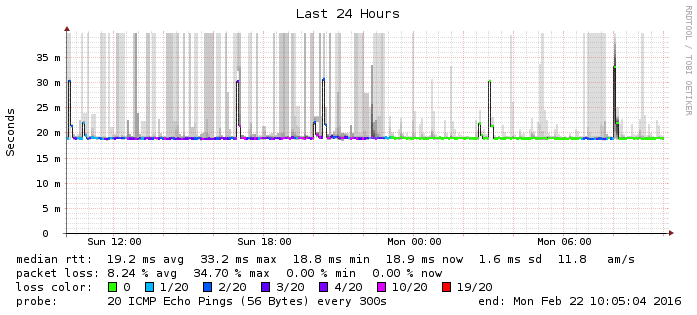 Last 24 Hours
RRDTOOL / TOBI OETIKER
Seconds
35 m
30 m
25 m
20 m
15 m
10 m
5 m
0
Sun 12:00 Sun 18:00 Mon 00:00 Mon 06:00
median rtt: 19.2 ms avg 33.2 ms max 18.8 ms min 18.9 ms now 1.6 ms sd 11.8 am/s
packet loss: 8.24 % avg 34.70 % max 0.00 % min 0.00 % now
loss color: 0 1/20 2/20 3/20 4/20 10/20 19/20
probe: 20 ICMP Echo Pings (56 Bytes) every 300s end: Mon Feb 22 10:05:04 2016